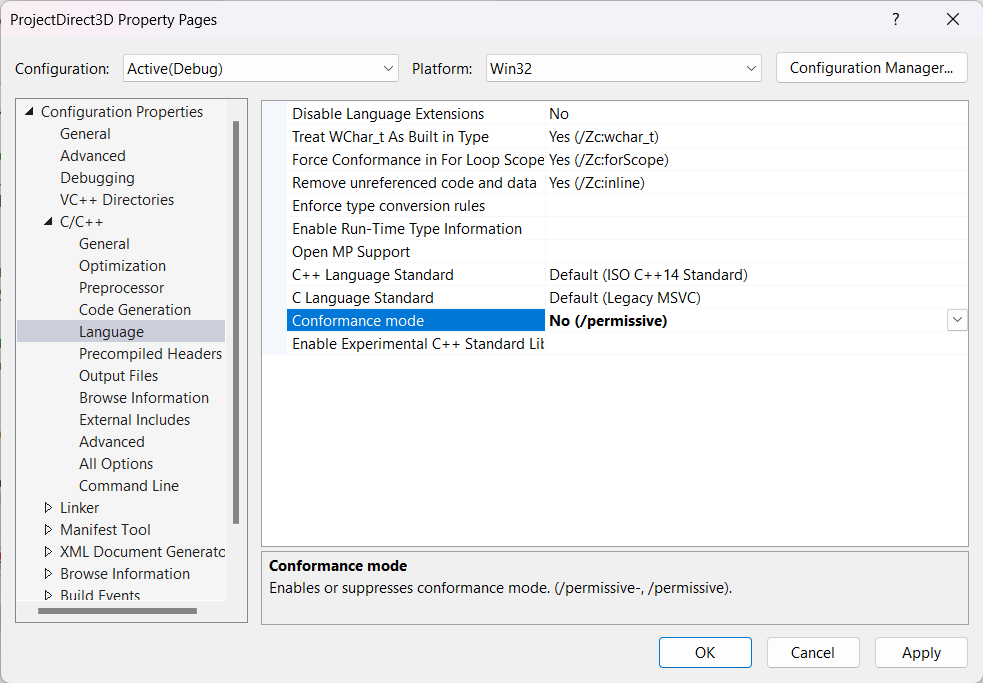 ProjectDirect3D Property Pages
?
Configuration: Active(Debug) Platform: Win32 Configuration Manager...
Configuration Properties
General
Advanced
Debugging
VC++ Directories
C/C++
General
Optimization
Preprocessor
Code Generation
Language
Precompiled Headers
Output Files
Browse Information
External Includes
Advanced
All Options
Command Line
Linker
Manifest Tool
XML Document Generato
Browse Information
Build Events
Disable Language Extensions No
Treat WChar_t As Built in Type Yes (/Zc:wchar_t)
Force Conformance in For Loop Scope Yes (/Zc:forScope)
Remove unreferenced code and data Yes (/Zc:inline)
Enforce type conversion rules
Enable Run-Time Type Information
Open MP Support
C++ Language Standard Default (ISO C++14 Standard)
C Language Standard Default (Legacy MSVC)
Conformance mode No (/permissive)
Enable Experimental C++ Standard Lib
Conformance mode
Enables or suppresses conformance mode. (/permissive-, /permissive).
OK Cancel Apply